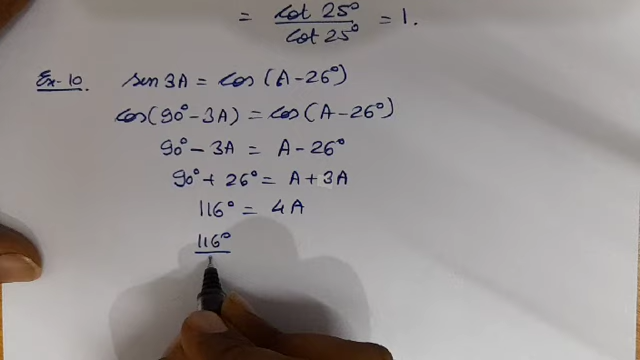 = cot 25° / cot 25° = 1.
Ex-10. sin 3A = cos (A - 26°)
cos(90° - 3A) = cos (A - 26°)
90° - 3A = A - 26°
90° + 26° = A + 3A
116° = 4A
116°